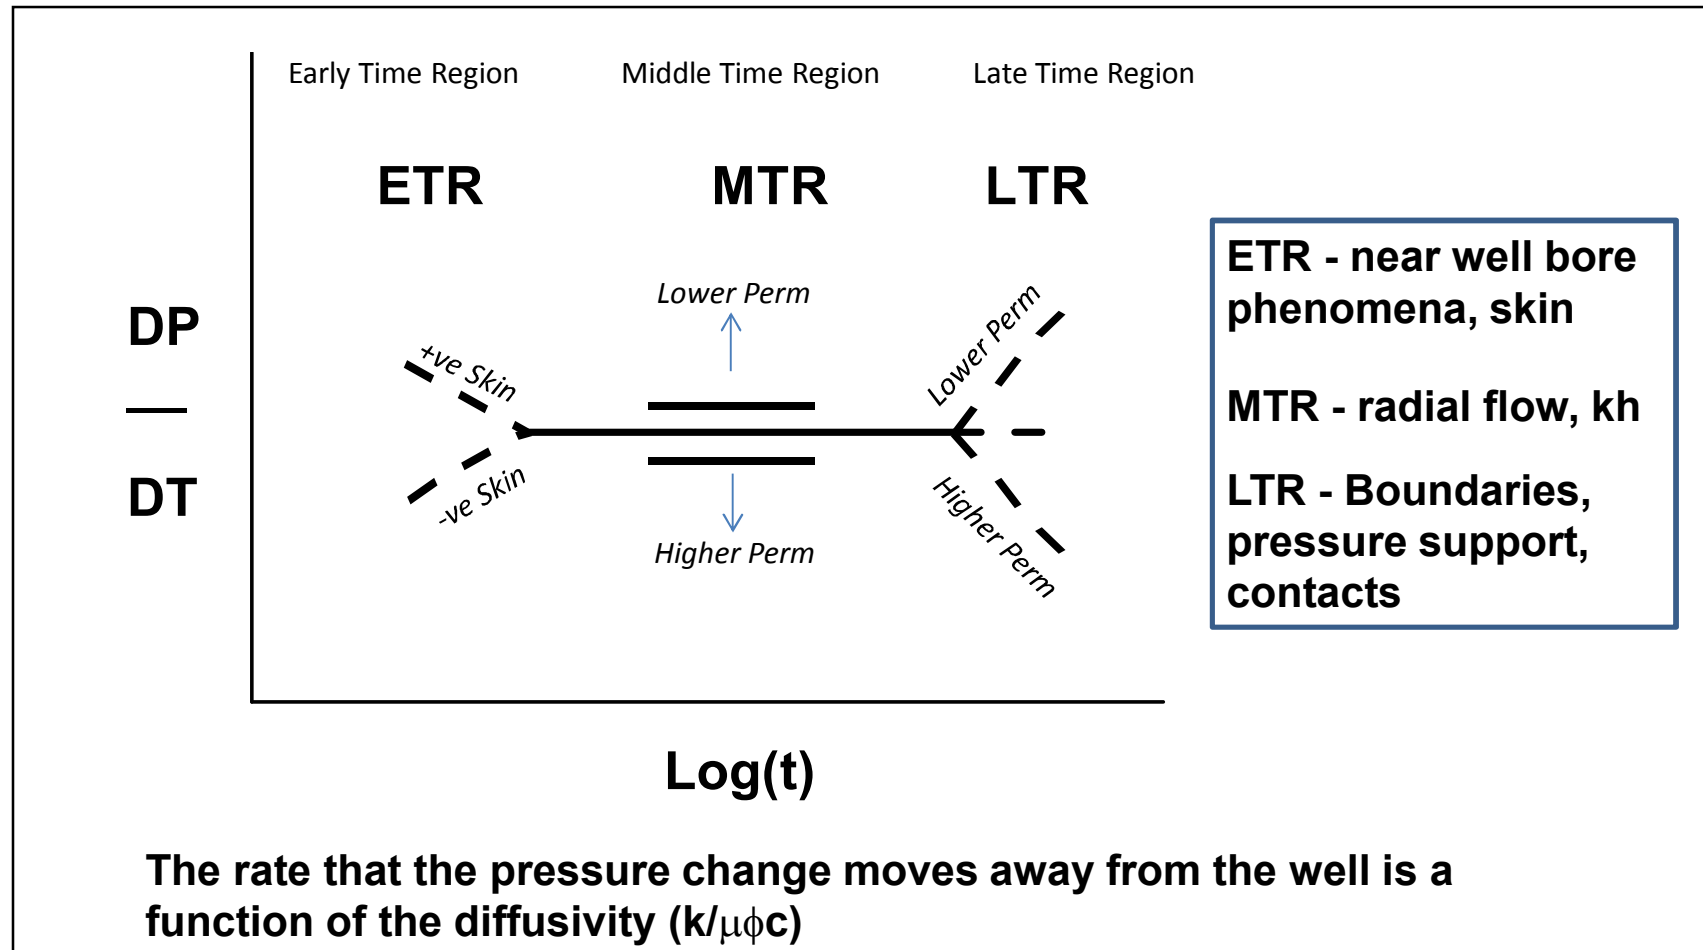 Early Time Region
Middle Time Region
Late Time Region
ETR
MTR
LTR
DP
DT
+ve Skin
-ve Skin
Lower Perm
Higher Perm
Lower Perm
Higher Perm
ETR - near well bore
phenomena, skin
MTR - radial flow, kh
LTR - Boundaries,
pressure support,
contacts
Log(t)
The rate that the pressure change moves away from the well is a
function of the diffusivity (k/μϕc)